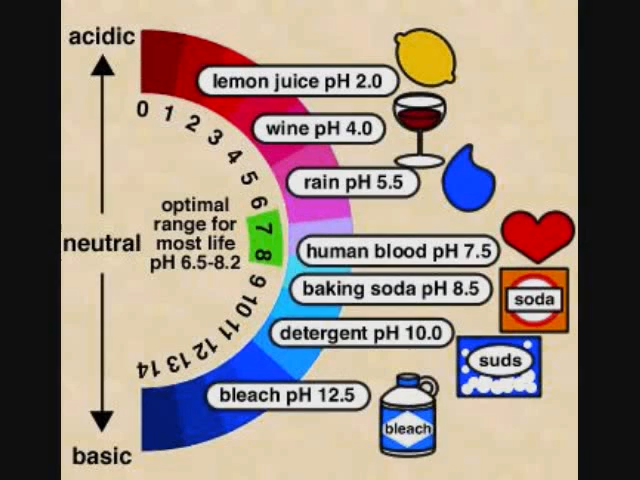 acidic
lemon juice pH 2.0
0
1
2
3
4
5
6
7
8
9
10
11
12
13
14
wine pH 4.0
rain pH 5.5
optimal
range for
most life
pH 6.5-8.2
neutral
human blood pH 7.5
baking soda pH 8.5
soda
detergent pH 10.0
suds
bleach pH 12.5
bleach
basic